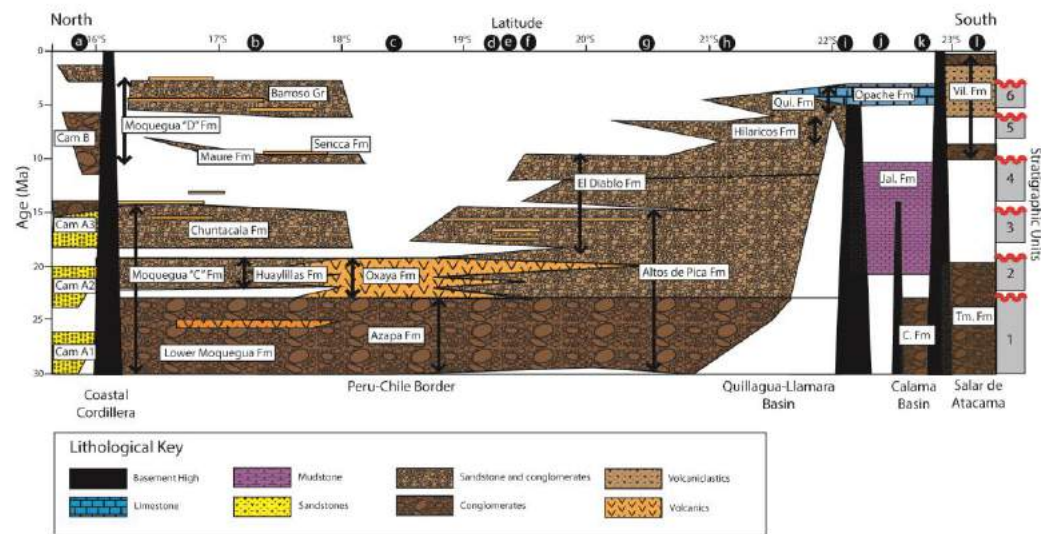 North
Latitude
South
a 16°S 17°S b 18°S c 19°S d e f 20°S g 21°S h 22°S i j k 23°S l
Age (Ma)
0
5
10
15
20
25
30
Cam B
Cam A3
Cam A2
Cam A1
Barroso Gr
Moquegua "D" Fm
Sencca Fm
Maure Fm
Chuntacala Fm
Moquegua "C" Fm
Huaylillas Fm
Oxaya Fm
Azapa Fm
Lower Moquegua Fm
El Diablo Fm
Altos de Pica Fm
Qui. Fm
Hilaricos Fm
Opache Fm
Jal. Fm
C. Fm
Vil. Fm
Tm. Fm
6
5
4
3
2
1
Stratigraphic Units
Coastal
Cordillera
Peru-Chile Border
Quillagua-Llamara
Basin
Calama
Basin
Salar de
Atacama
Lithological Key
Basement High
Mudstone
Sandstone and conglomerates
Volcaniclastics
Limestone
Sandstones
Conglomerates
Volcanics